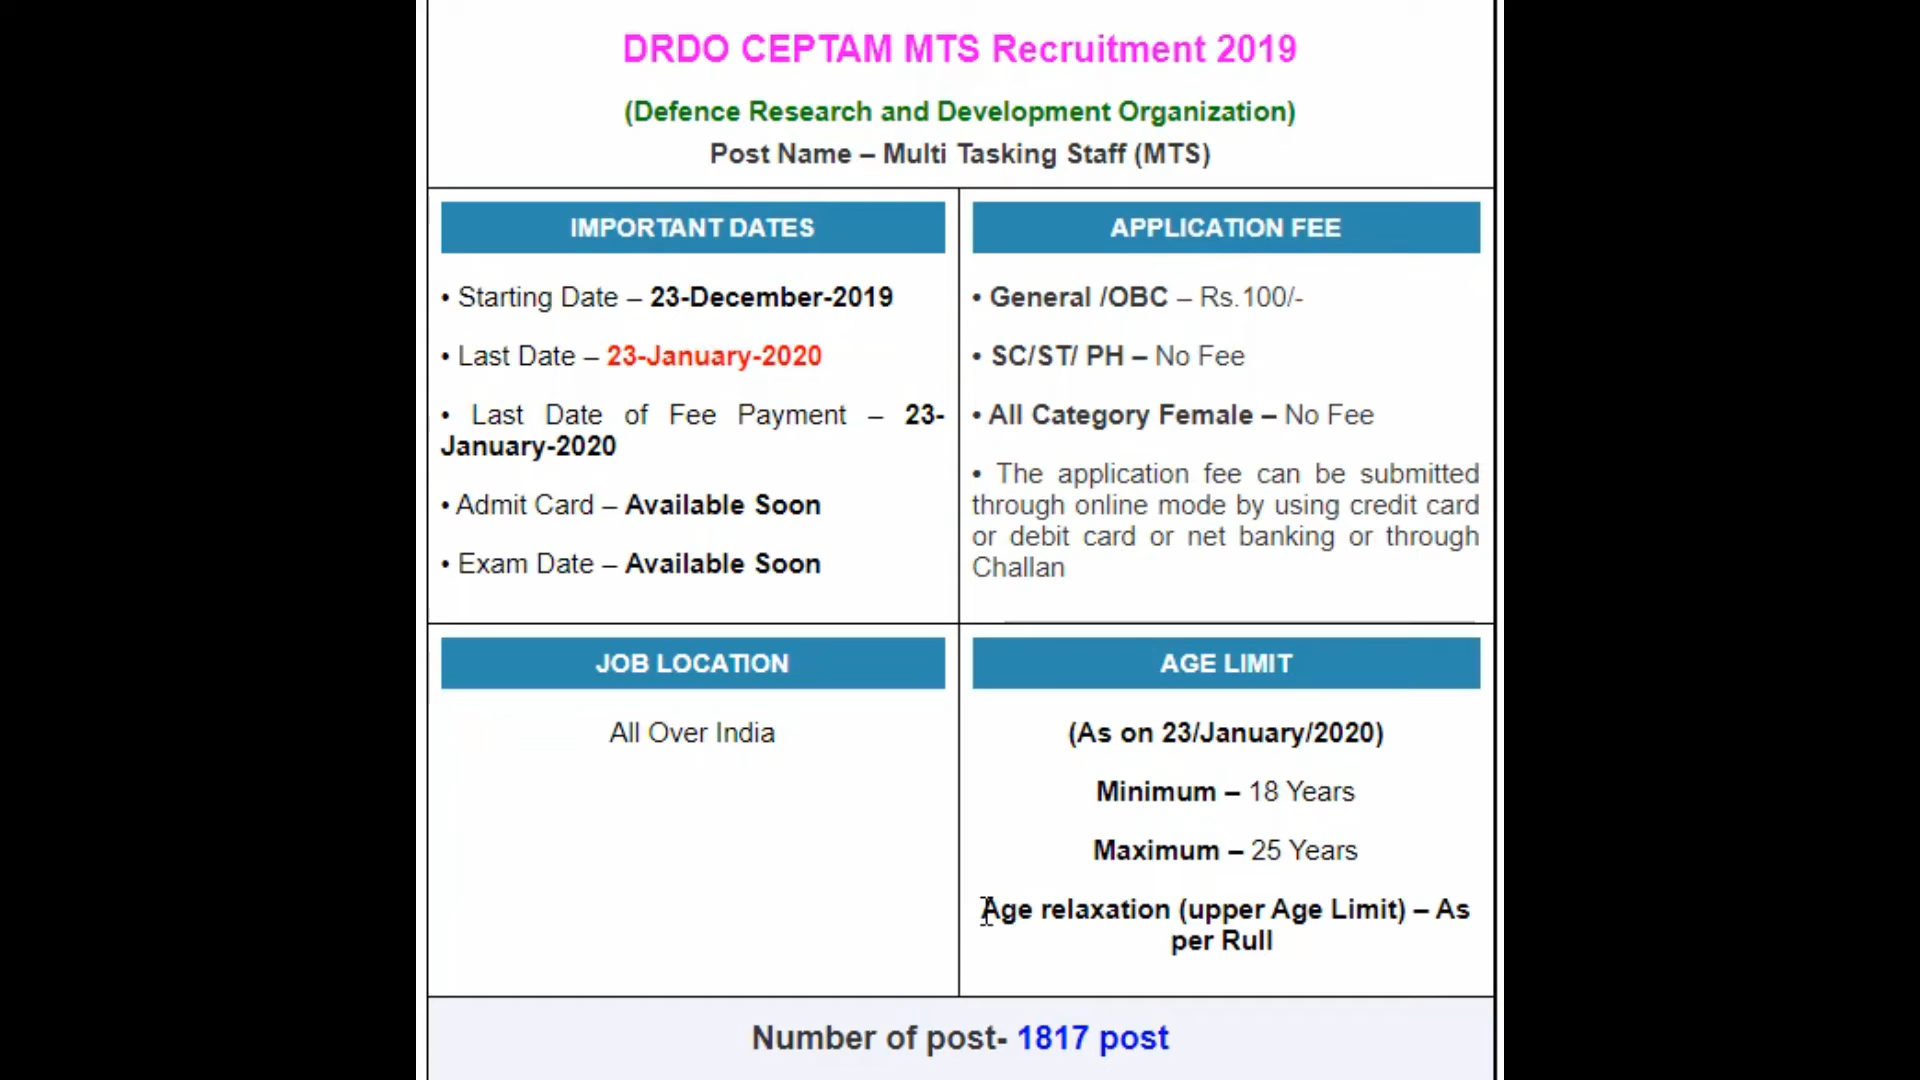 DRDO CEPTAM MTS Recruitment 2019
(Defence Research and Development Organization)
Post Name – Multi Tasking Staff (MTS)
IMPORTANT DATES
• Starting Date – 23-December-2019
• Last Date – 23-January-2020
• Last Date of Fee Payment – 23-
January-2020
• Admit Card – Available Soon
• Exam Date – Available Soon
APPLICATION FEE
• General /OBC – Rs.100/-
• SC/ST/ PH – No Fee
• All Category Female – No Fee
• The application fee can be submitted
through online mode by using credit card
or debit card or net banking or through
Challan
JOB LOCATION
All Over India
AGE LIMIT
(As on 23/January/2020)
Minimum – 18 Years
Maximum – 25 Years
Age relaxation (upper Age Limit) – As
per Rull
Number of post- 1817 post